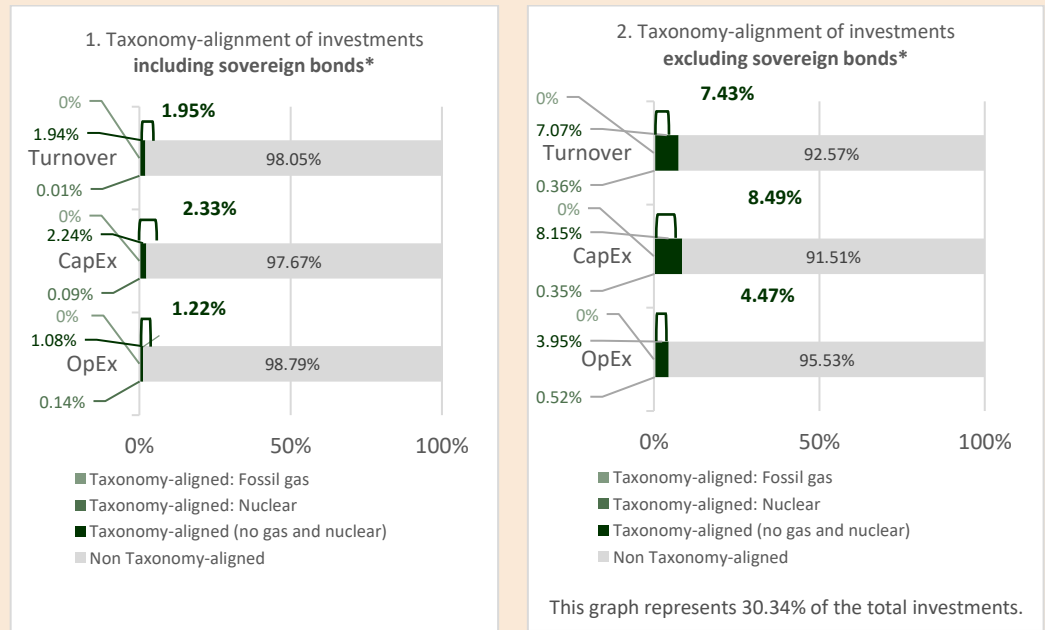 1. Taxonomy-alignment of investments
including sovereign bonds*
0%
1.95%
1.94%
Turnover
98.05%
0.01%
0%
2.33%
2.24%
CapEx
97.67%
0.09%
0%
1.22%
1.08%
OpEx
98.79%
0.14%
0% 50% 100%
Taxonomy-aligned: Fossil gas
Taxonomy-aligned: Nuclear
Taxonomy-aligned (no gas and nuclear)
Non Taxonomy-aligned
2. Taxonomy-alignment of investments
excluding sovereign bonds*
7.43%
0%
7.07%
Turnover
92.57%
0.36%
8.49%
0%
8.15%
CapEx
91.51%
0.35%
4.47%
0%
3.95%
OpEx
95.53%
0.52%
0% 50% 100%
Taxonomy-aligned: Fossil gas
Taxonomy-aligned: Nuclear
Taxonomy-aligned (no gas and nuclear)
Non Taxonomy-aligned
This graph represents 30.34% of the total investments.